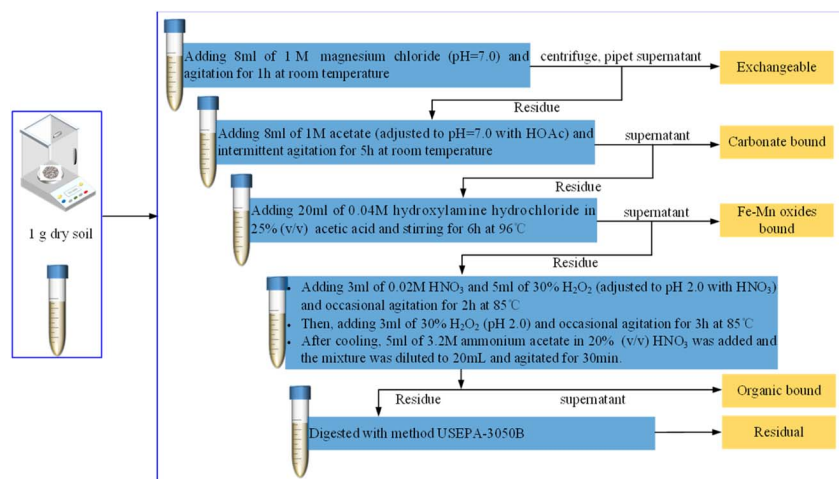 Adding 8ml of 1 M magnesium chloride (pH=7.0) and
agitation for 1h at room temperature
centrifuge, pipet supernatant
Exchangeable
Residue
Adding 8ml of 1M acetate (adjusted to pH=7.0 with HOAc) and
intermittent agitation for 5h at room temperature
supernatant
Carbonate bound
Residue
1 g dry soil
Adding 20ml of 0.04M hydroxylamine hydrochloride in
25% (v/v) acetic acid and stirring for 6h at 96℃
supernatant
Fe-Mn oxides
bound
Residue
• Adding 3ml of 0.02M HNO₃ and 5ml of 30% H₂O₂ (adjusted to pH 2.0 with HNO₃)
and occasional agitation for 2h at 85℃
• Then, adding 3ml of 30% H₂O₂ (pH 2.0) and occasional agitation for 3h at 85℃
• After cooling, 5ml of 3.2M ammonium acetate in 20% (v/v) HNO₃ was added and
the mixture was diluted to 20mL and agitated for 30min.
Residue
supernatant
Organic bound
Digested with method USEPA-3050B
Residual